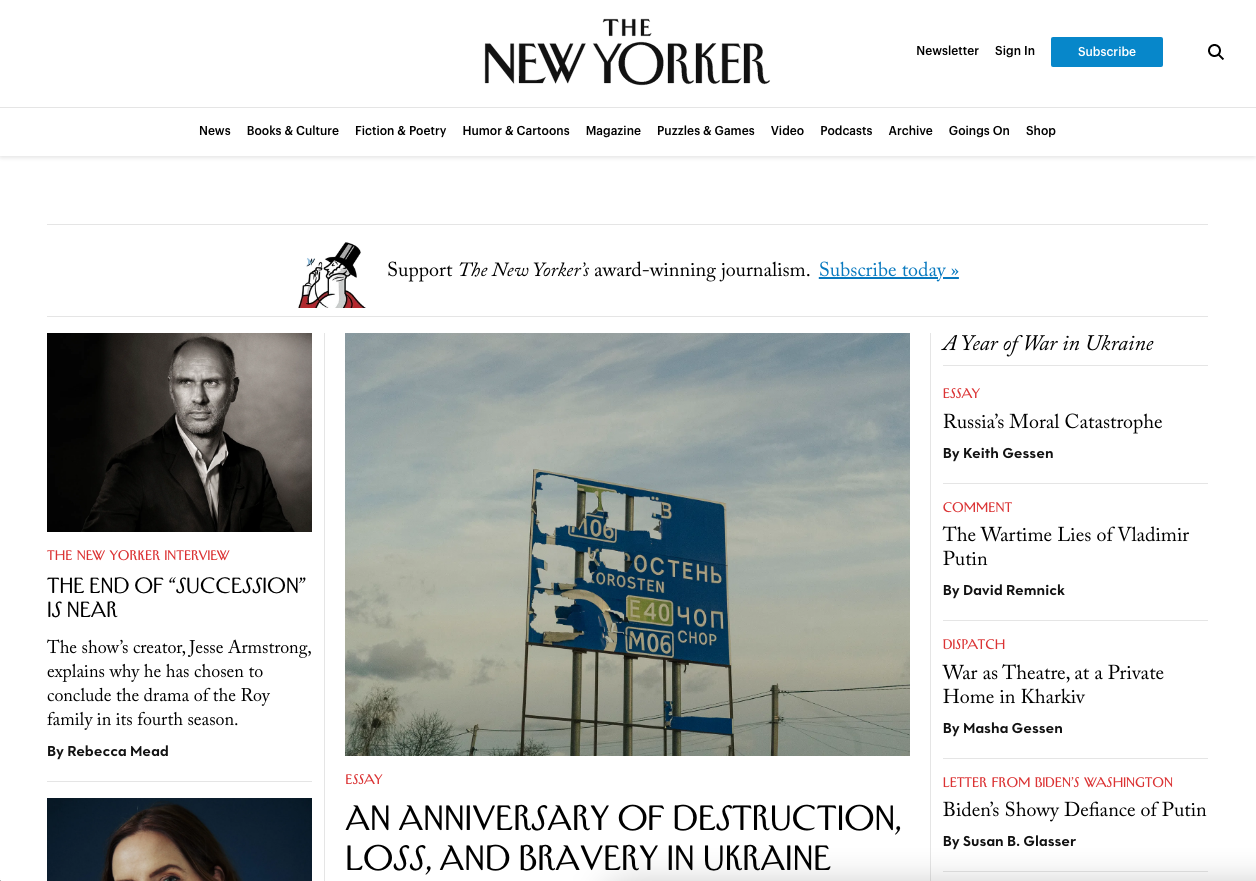 THE
NEW YORKER
Newsletter
Sign In
Subscribe
News
Books & Culture
Fiction & Poetry
Humor & Cartoons
Magazine
Puzzles & Games
Video
Podcasts
Archive
Goings On
Shop
Support The New Yorker’s award-winning journalism. Subscribe today »
THE NEW YORKER INTERVIEW
THE END OF “SUCCESSION”
IS NEAR
The show’s creator, Jesse Armstrong,
explains why he has chosen to
conclude the drama of the Roy
family in its fourth season.
By Rebecca Mead
M06
РОСТЕНЬ
KOROSTEN
E40 ЧОП
M06 CHOP
ESSAY
AN ANNIVERSARY OF DESTRUCTION,
LOSS, AND BRAVERY IN UKRAINE
A Year of War in Ukraine
ESSAY
Russia’s Moral Catastrophe
By Keith Gessen
COMMENT
The Wartime Lies of Vladimir
Putin
By David Remnick
DISPATCH
War as Theatre, at a Private
Home in Kharkiv
By Masha Gessen
LETTER FROM BIDEN’S WASHINGTON
Biden’s Showy Defiance of Putin
By Susan B. Glasser